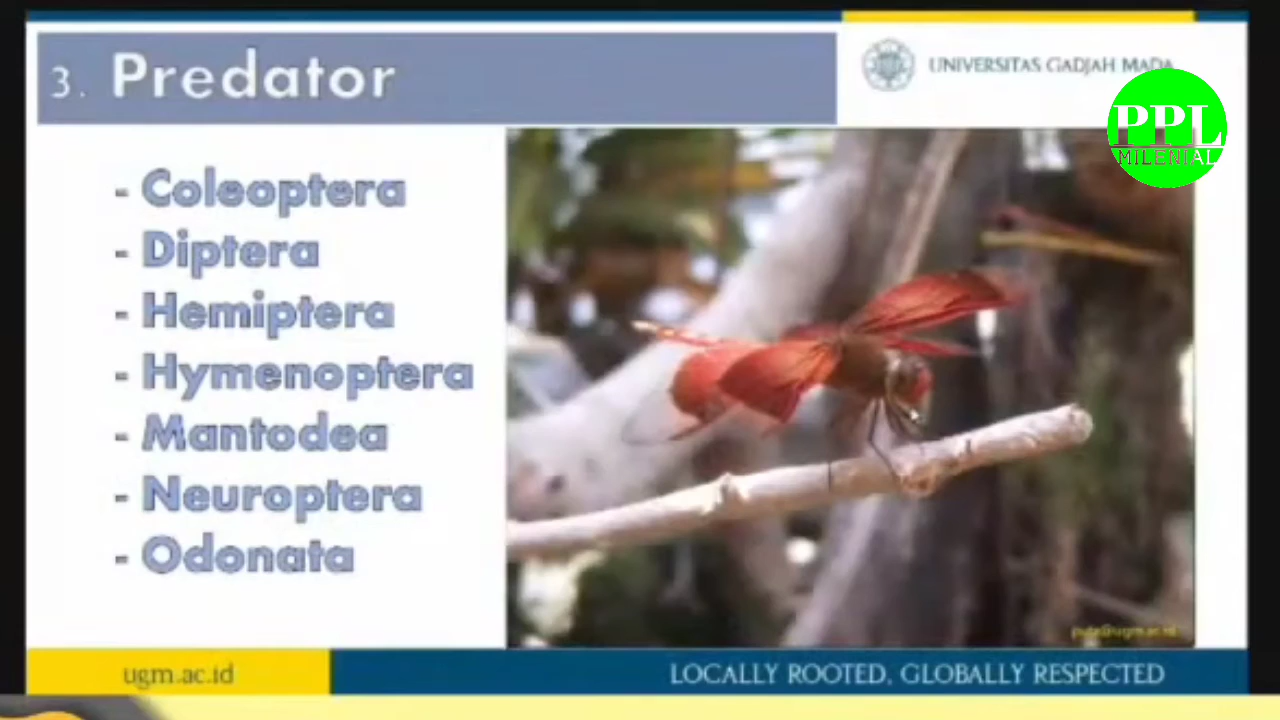 3. Predator
UNIVERSITAS GADJAH MADA
PPL
MILENIAL
- Coleoptera
- Diptera
- Hemiptera
- Hymenoptera
- Mantodea
- Neuroptera
- Odonata
ugm.ac.id
LOCALLY ROOTED, GLOBALLY RESPECTED